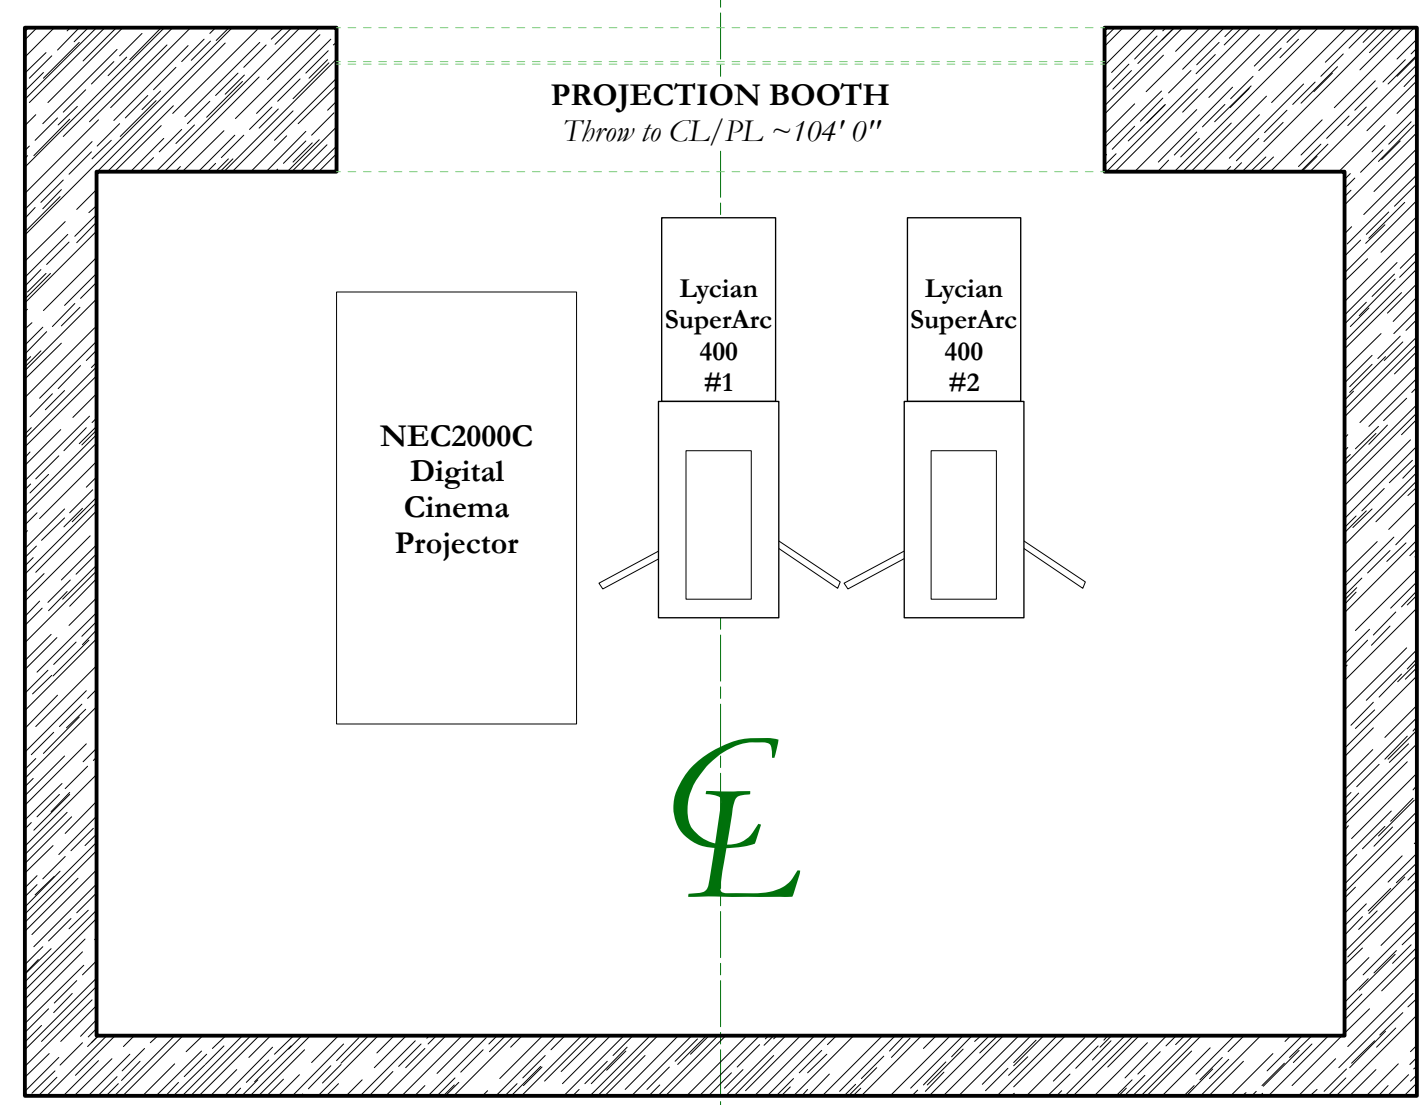 PROJECTION BOOTH
Throw to CL/PL ~104' 0"
Lycian
SuperArc
400
#1
Lycian
SuperArc
400
#2
NEC2000C
Digital
Cinema
Projector
CL